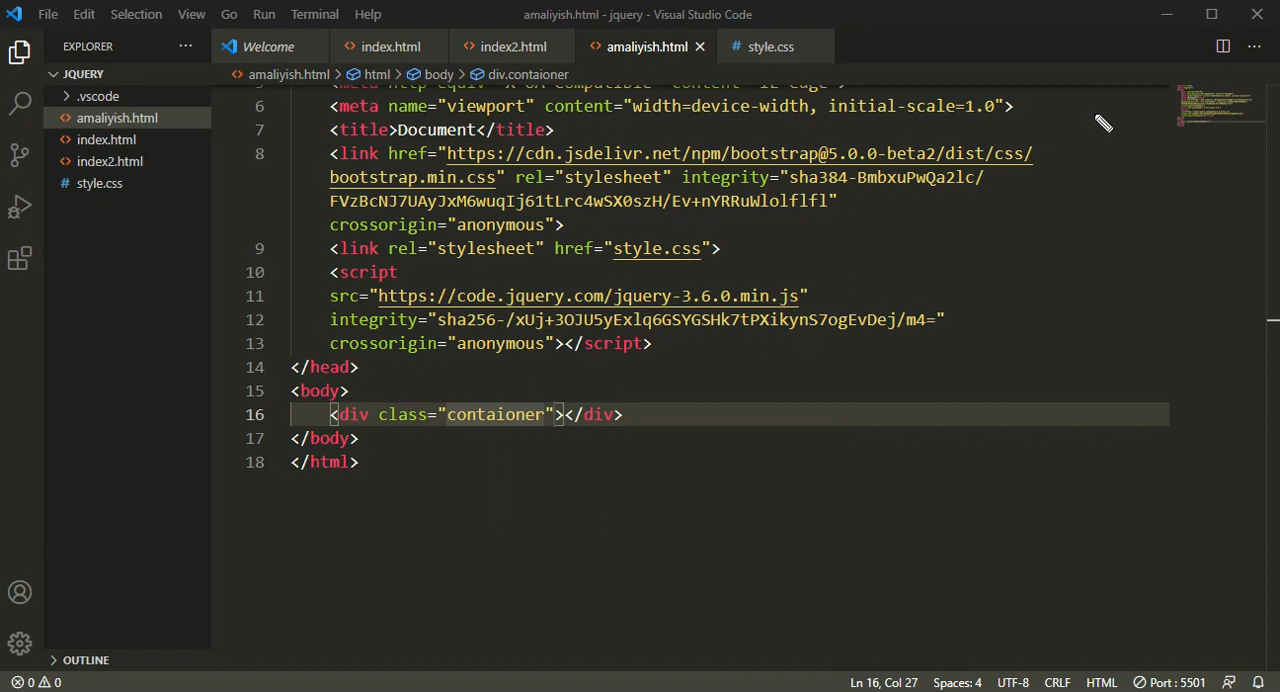 File Edit Selection View Go Run Terminal Help amaliyish.html - jquery - Visual Studio Code
EXPLORER
Welcome index.html index2.html amaliyish.html style.css
JQUERY
amaliyish.html > html > body > div.contaioner
.vscode
amaliyish.html
index.html
index2.html
style.css
6 <meta name="viewport" content="width=device-width, initial-scale=1.0">
7 <title>Document</title>
8 <link href="https://cdn.jsdelivr.net/npm/bootstrap@5.0.0-beta2/dist/css/
bootstrap.min.css" rel="stylesheet" integrity="sha384-BmbxuPwQa2lc/
FVzBcNJ7UAyJxM6wuqIj61tLrc4wSX0szH/Ev+nYRRuWlolflfl"
crossorigin="anonymous">
9 <link rel="stylesheet" href="style.css">
10 <script
11 src="https://code.jquery.com/jquery-3.6.0.min.js"
12 integrity="sha256-/xUj+3OJU5yExlq6GSYGSHk7tPXikynS7ogEvDej/m4="
13 crossorigin="anonymous"></script>
14 </head>
15 <body>
16 <div class="contaioner"></div>
17 </body>
18 </html>
OUTLINE
0 0 Ln 16, Col 27 Spaces: 4 UTF-8 CRLF HTML Port : 5501